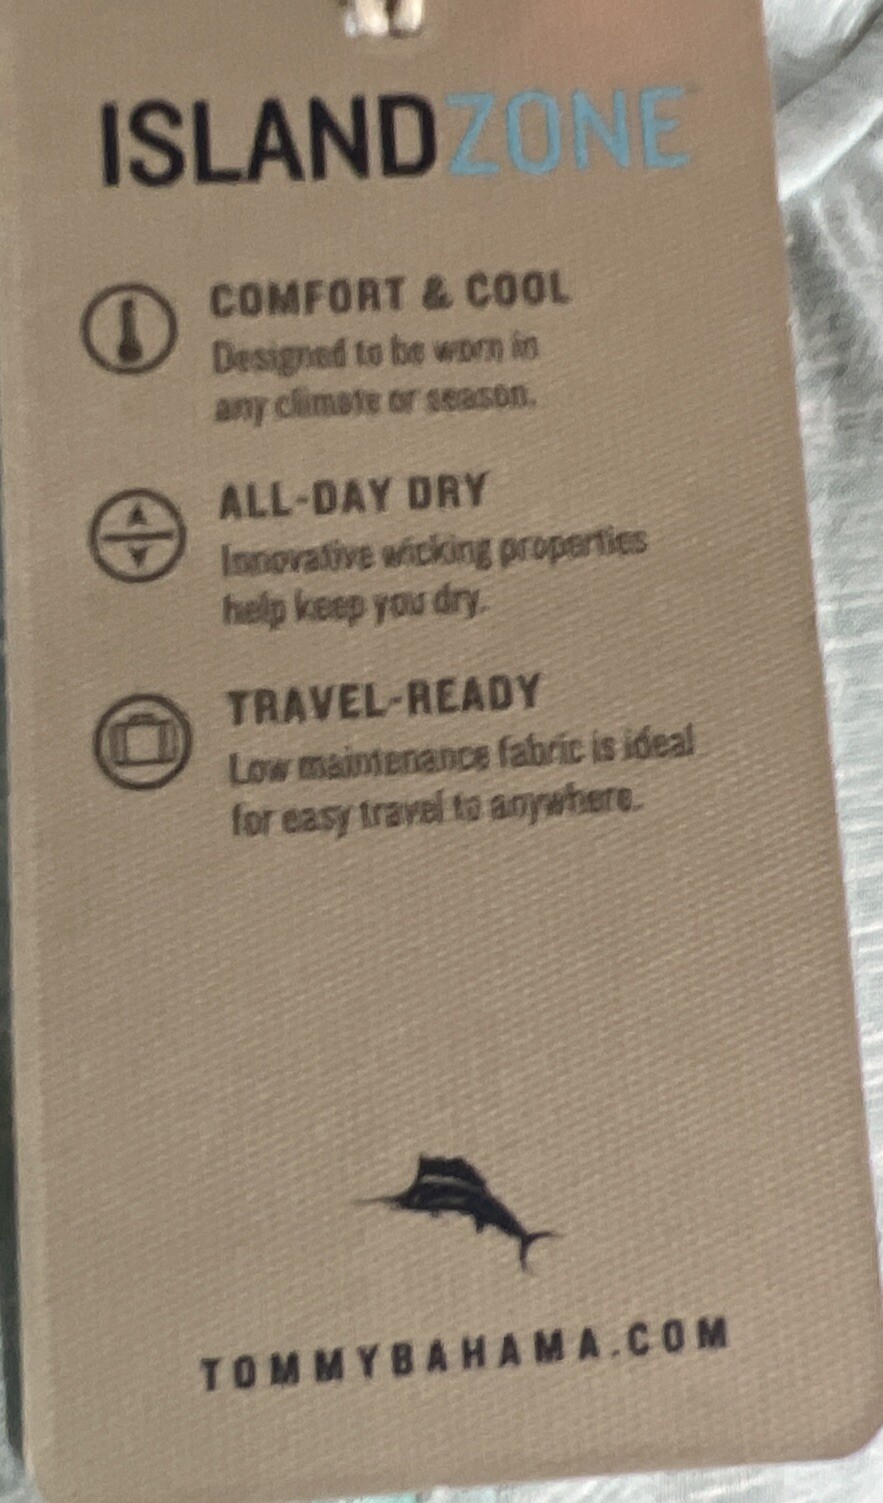 ISLANDZONE
COMFORT & COOL
Designed to be worn in
any climate or season.
ALL-DAY DRY
Innovative wicking properties
help keep you dry.
TRAVEL-READY
Low maintenance fabric is ideal
for easy travel to anywhere.
TOMMYBAHAMA.COM